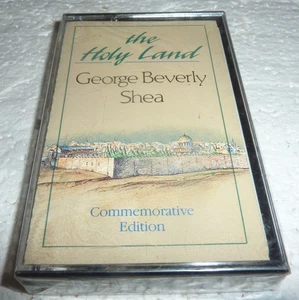 the
Holy Land
George Beverly
Shea
Commemorative
Edition